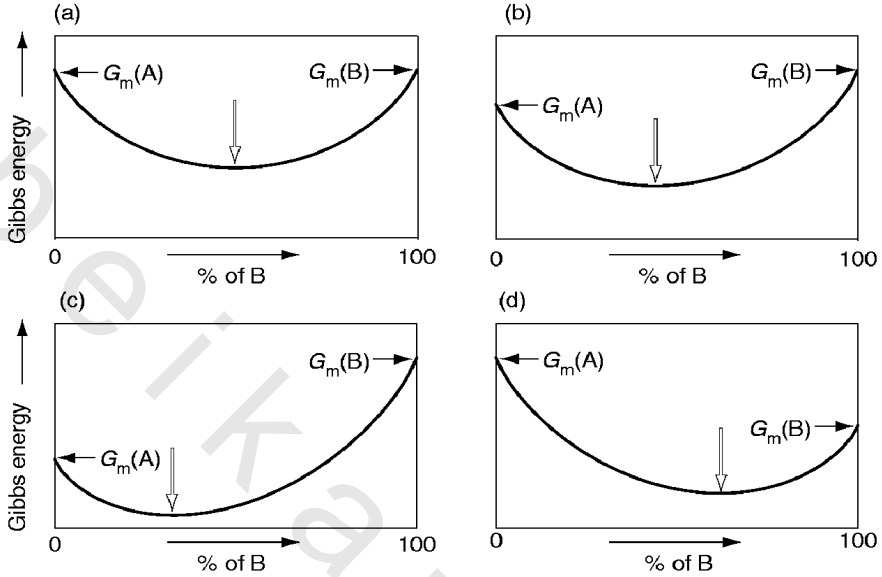 (a)
Gibbs energy
Gm(A)
Gm(B)
0
100
% of B
(b)
Gm(A)
Gm(B)
0
100
% of B
(c)
Gibbs energy
Gm(A)
Gm(B)
0
100
% of B
(d)
Gm(A)
Gm(B)
0
100
% of B
beika